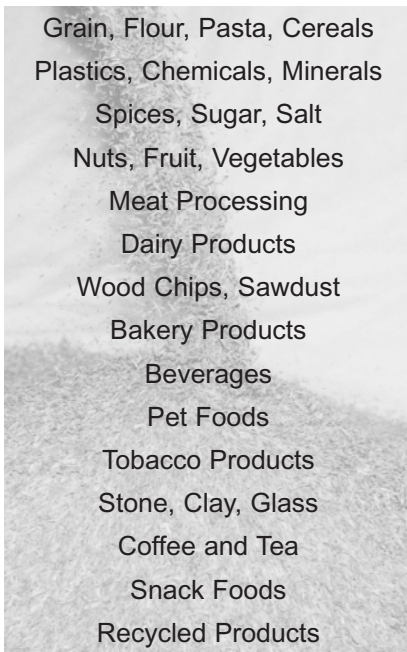 Grain, Flour, Pasta, Cereals
Plastics, Chemicals, Minerals
Spices, Sugar, Salt
Nuts, Fruit, Vegetables
Meat Processing
Dairy Products
Wood Chips, Sawdust
Bakery Products
Beverages
Pet Foods
Tobacco Products
Stone, Clay, Glass
Coffee and Tea
Snack Foods
Recycled Products